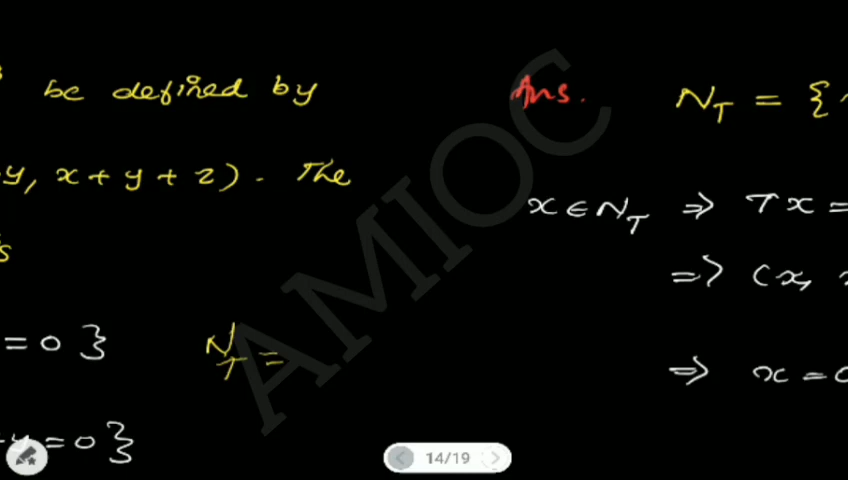 be defined by
y, x + y + z). The
s
= 0 }
N_T =
y = 0 }
Ans. N_T = {
x ∈ N_T ⇒ Tx =
=> (x,
⇒ x = 0
AMIOC
14/19